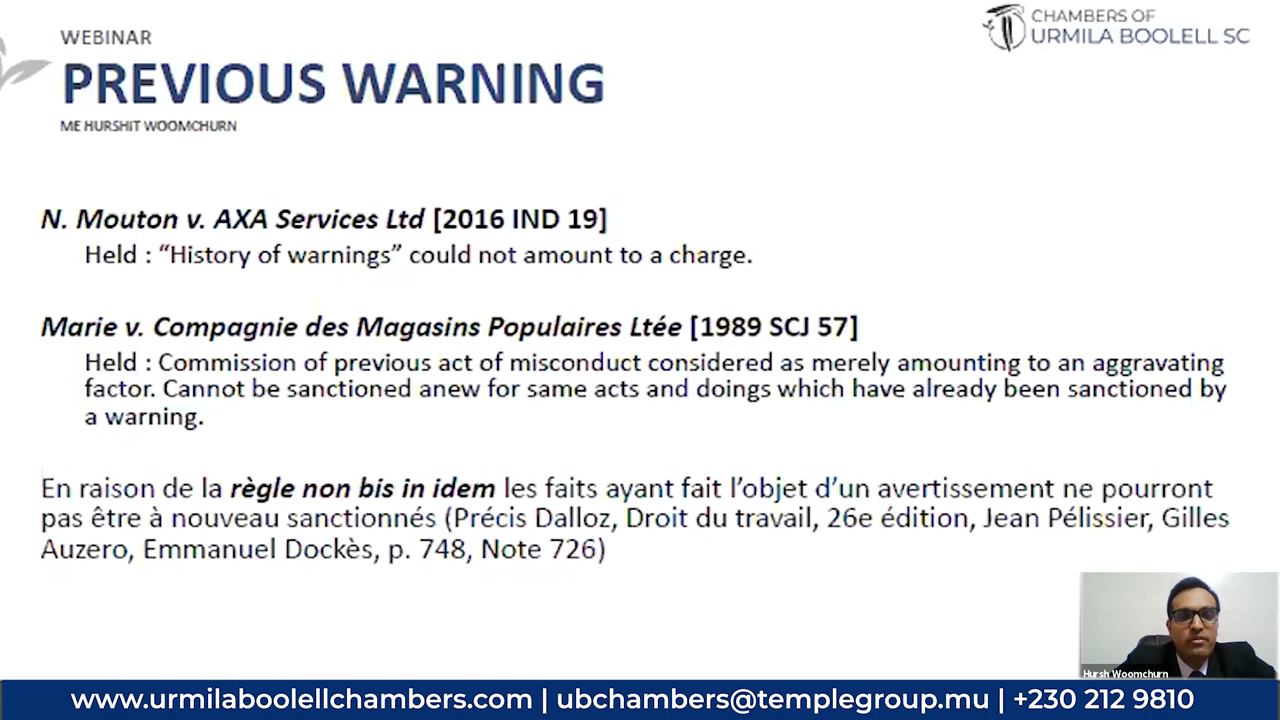 WEBINAR
PREVIOUS WARNING
ME HURSHIT WOOMCHURN
CHAMBERS OF
URMILA BOOLELL SC
N. Mouton v. AXA Services Ltd [2016 IND 19]
Held : “History of warnings” could not amount to a charge.
Marie v. Compagnie des Magasins Populaires Ltée [1989 SCJ 57]
Held : Commission of previous act of misconduct considered as merely amounting to an aggravating
factor. Cannot be sanctioned anew for same acts and doings which have already been sanctioned by
a warning.
En raison de la règle non bis in idem les faits ayant fait l’objet d’un avertissement ne pourront
pas être à nouveau sanctionnés (Précis Dalloz, Droit du travail, 26e édition, Jean Pélissier, Gilles
Auzero, Emmanuel Dockès, p. 748, Note 726)
Hursh Woomchurn
www.urmilaboolellchambers.com | ubchambers@templegroup.mu | +230 212 9810